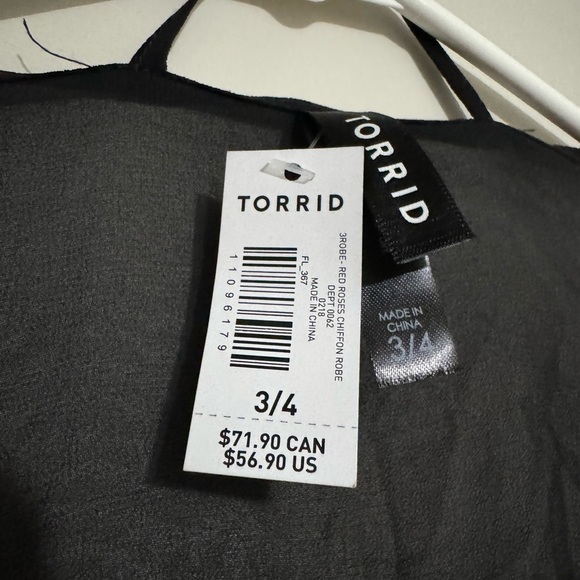 TORRID
TORRID
3ROBE- RED ROSES CHIFFON ROBE
DEPT 0062
0218
MADE IN CHINA
FL_367
11096179
3/4
$71.90 CAN
$56.90 US
MADE IN
CHINA
3/4